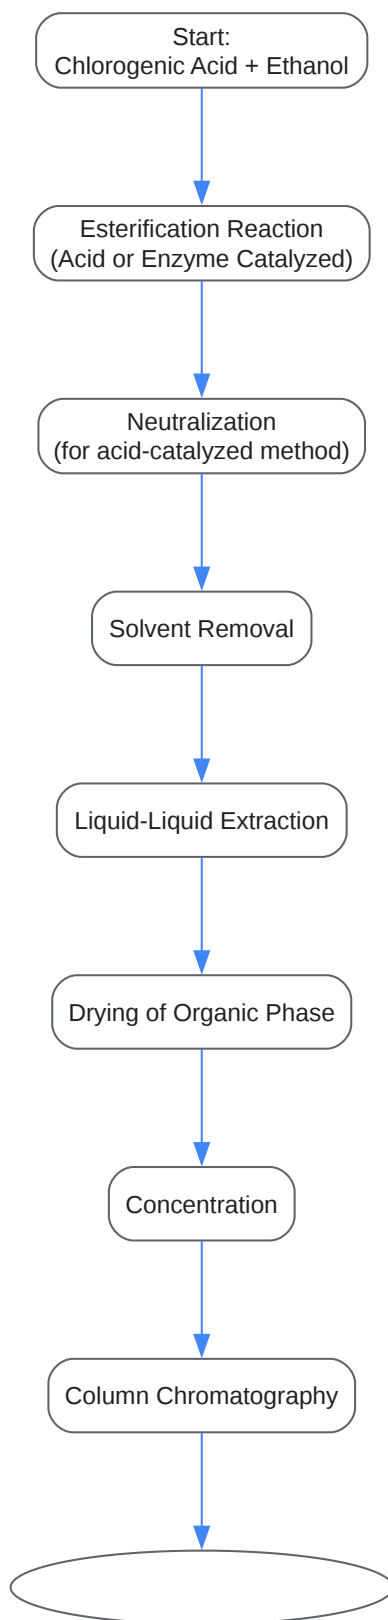 Start:
Chlorogenic Acid + Ethanol
Esterification Reaction
(Acid or Enzyme Catalyzed)
Neutralization
(for acid-catalyzed method)
Solvent Removal
Liquid-Liquid Extraction
Drying of Organic Phase
Concentration
Column Chromatography